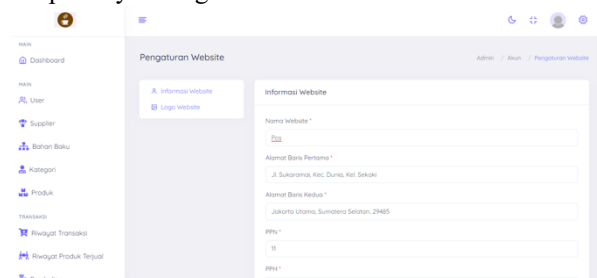 Pengaturan Website
Admin / Akun / Pengaturan Website
MAIN
Dashboard
MAIN
User
Supplier
Bahan Baku
Kategori
Produk
TRANSAKSI
Riwayat Transaksi
Riwayat Produk Terjual
Informasi Website
Logo Website
Informasi Website
Nama Website *
Pos
Alamat Baris Pertama *
Jl. Sukaramai, Kec. Dunia, Kel. Sekaki
Alamat Baris Kedua *
Jakarta Utama, Sumatera Selatan, 29485
PPN *
11
PPH *